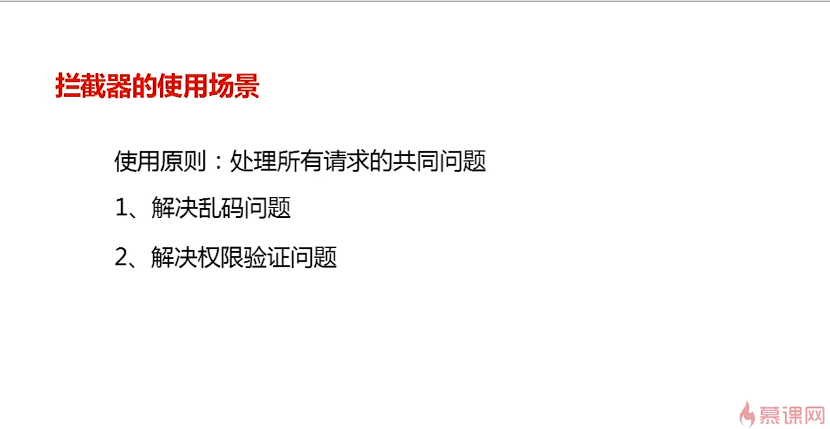 拦截器的使用场景
使用原则：处理所有请求的共同问题
1、解决乱码问题
2、解决权限验证问题
慕课网